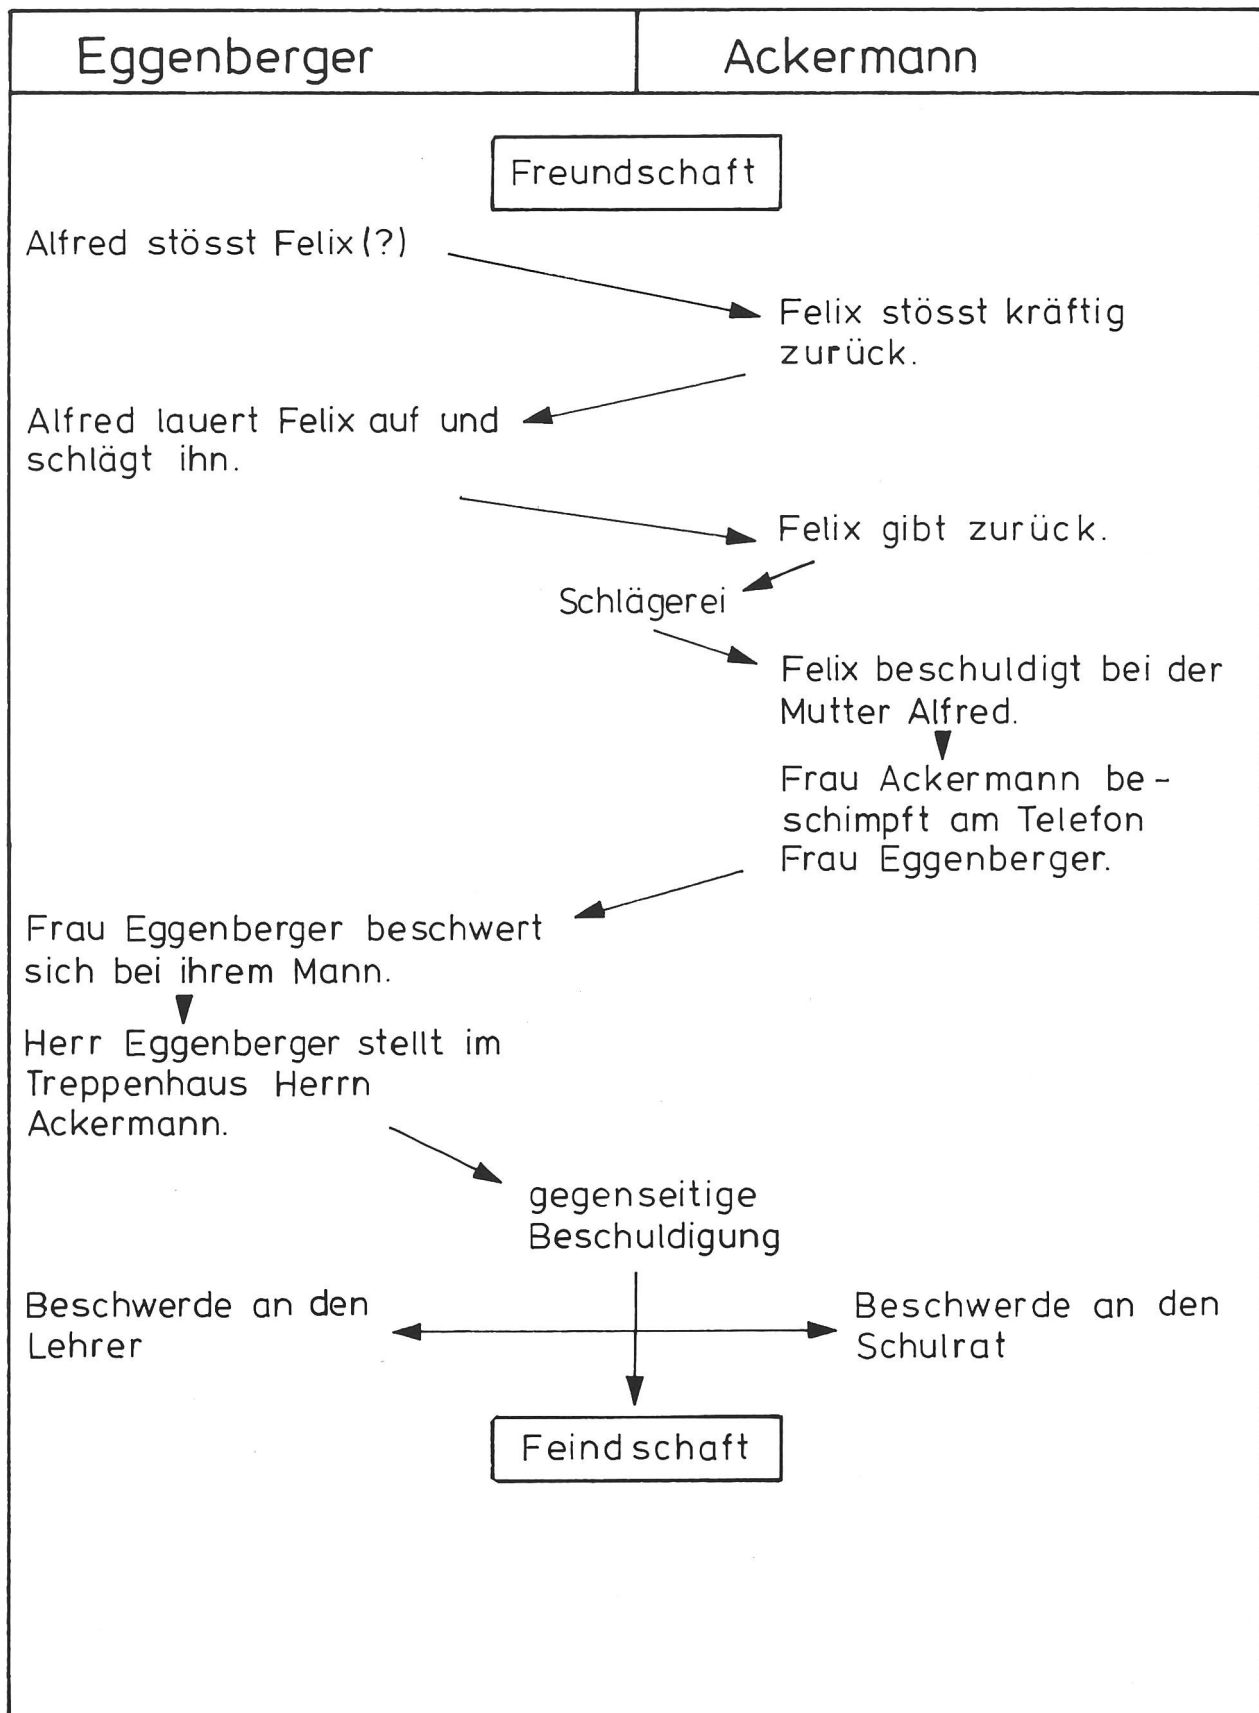 Eggenberger
Ackermann
Freundschaft
Alfred stösst Felix (?)
Felix stösst kräftig
zurück.
Alfred lauert Felix auf und
schlägt ihn.
Felix gibt zurück.
Schlägerei
Felix beschuldigt bei der
Mutter Alfred.
Frau Ackermann be-
schimpft am Telefon
Frau Eggenberger.
Frau Eggenberger beschwert
sich bei ihrem Mann.
Herr Eggenberger stellt im
Treppenhaus Herrn
Ackermann.
gegenseitige
Beschuldigung
Beschwerde an den
Lehrer
Beschwerde an den
Schulrat
Feindschaft